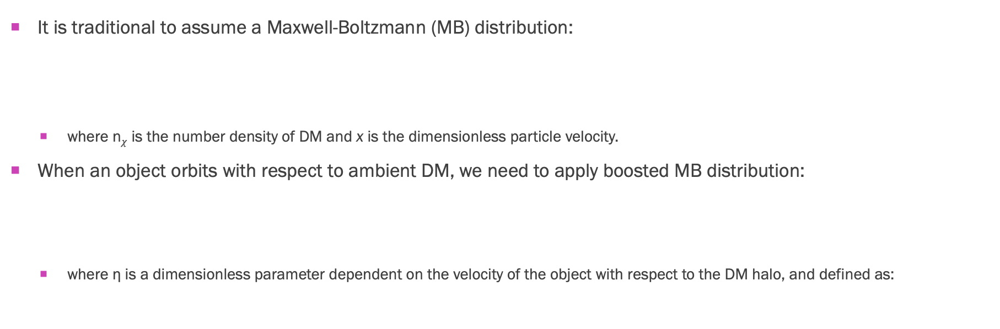 ▪ It is traditional to assume a Maxwell-Boltzmann (MB) distribution:
▪ where nχ is the number density of DM and x is the dimensionless particle velocity.
▪ When an object orbits with respect to ambient DM, we need to apply boosted MB distribution:
▪ where η is a dimensionless parameter dependent on the velocity of the object with respect to the DM halo, and defined as: